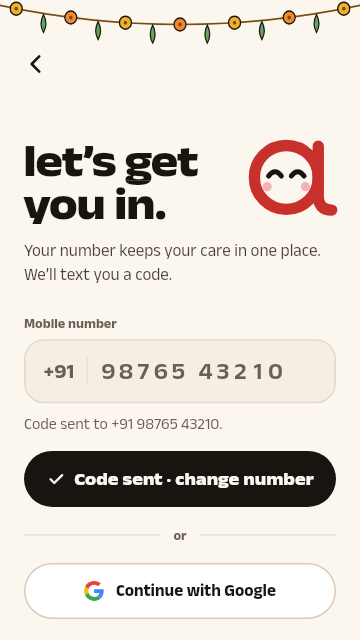 let's get
you in.
Your number keeps your care in one place.
We'll text you a code.
Mobile number
+91 98765 43210
Code sent to +91 98765 43210.
Code sent · change number
or
Continue with Google